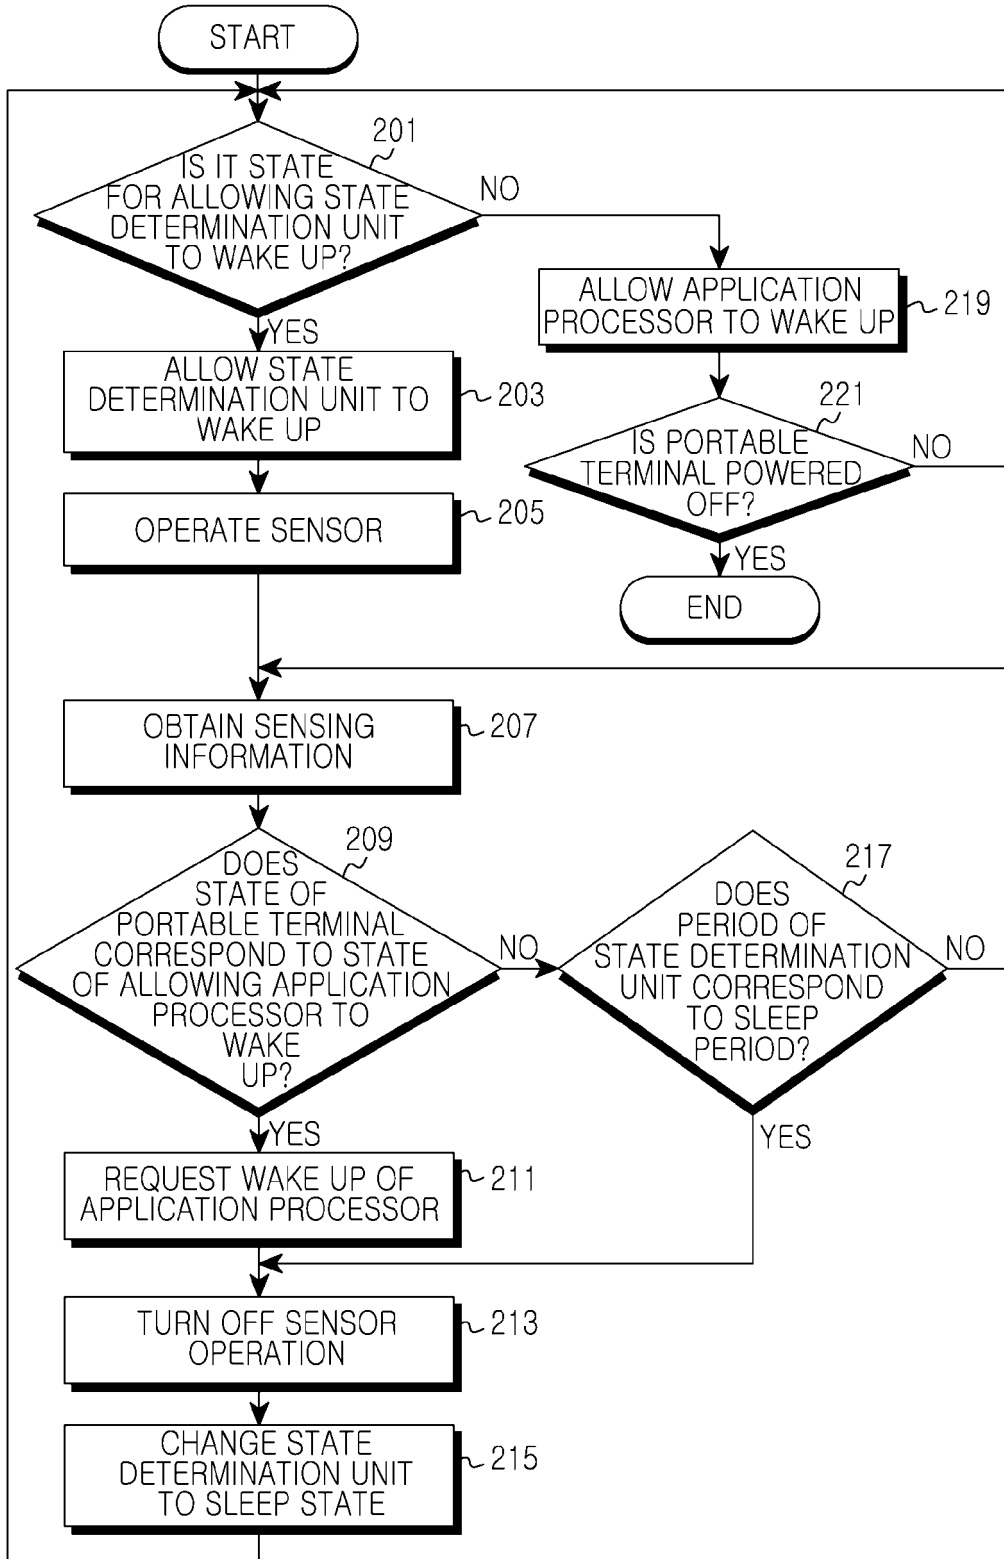 START
201
IS IT STATE
FOR ALLOWING STATE
DETERMINATION UNIT
TO WAKE UP?
NO
YES
ALLOW APPLICATION
PROCESSOR TO WAKE UP
219
ALLOW STATE
DETERMINATION UNIT TO
WAKE UP
203
221
IS PORTABLE
TERMINAL POWERED
OFF?
NO
YES
END
OPERATE SENSOR
205
OBTAIN SENSING
INFORMATION
207
209
DOES
STATE OF
PORTABLE TERMINAL
CORRESPOND TO STATE
OF ALLOWING APPLICATION
PROCESSOR TO
WAKE
UP?
NO
YES
217
DOES
PERIOD OF
STATE DETERMINATION
UNIT CORRESPOND
TO SLEEP
PERIOD?
NO
YES
REQUEST WAKE UP OF
APPLICATION PROCESSOR
211
TURN OFF SENSOR
OPERATION
213
CHANGE STATE
DETERMINATION UNIT
TO SLEEP STATE
215